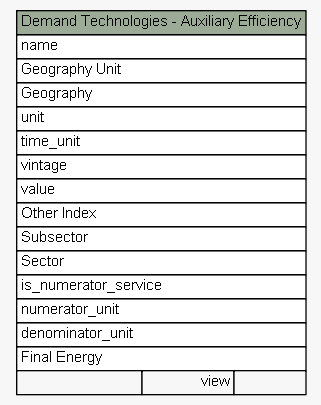 Demand Technologies - Auxiliary Efficiency
name
Geography Unit
Geography
unit
time_unit
vintage
value
Other Index
Subsector
Sector
is_numerator_service
numerator_unit
denominator_unit
Final Energy
view